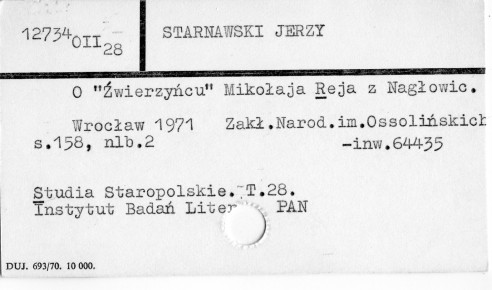 12734 OII 28
STARNAWSKI JERZY
O "Źwierzyńcu" Mikołaja Reja z Nagłowic.
Wrocław 1971 Zakł.Narod.im.Ossolińskich
s.158, nlb.2 -inw.64435
Studia Staropolskie. T.28.
Instytut Badań Liter PAN
DUJ. 693/70. 10 000.